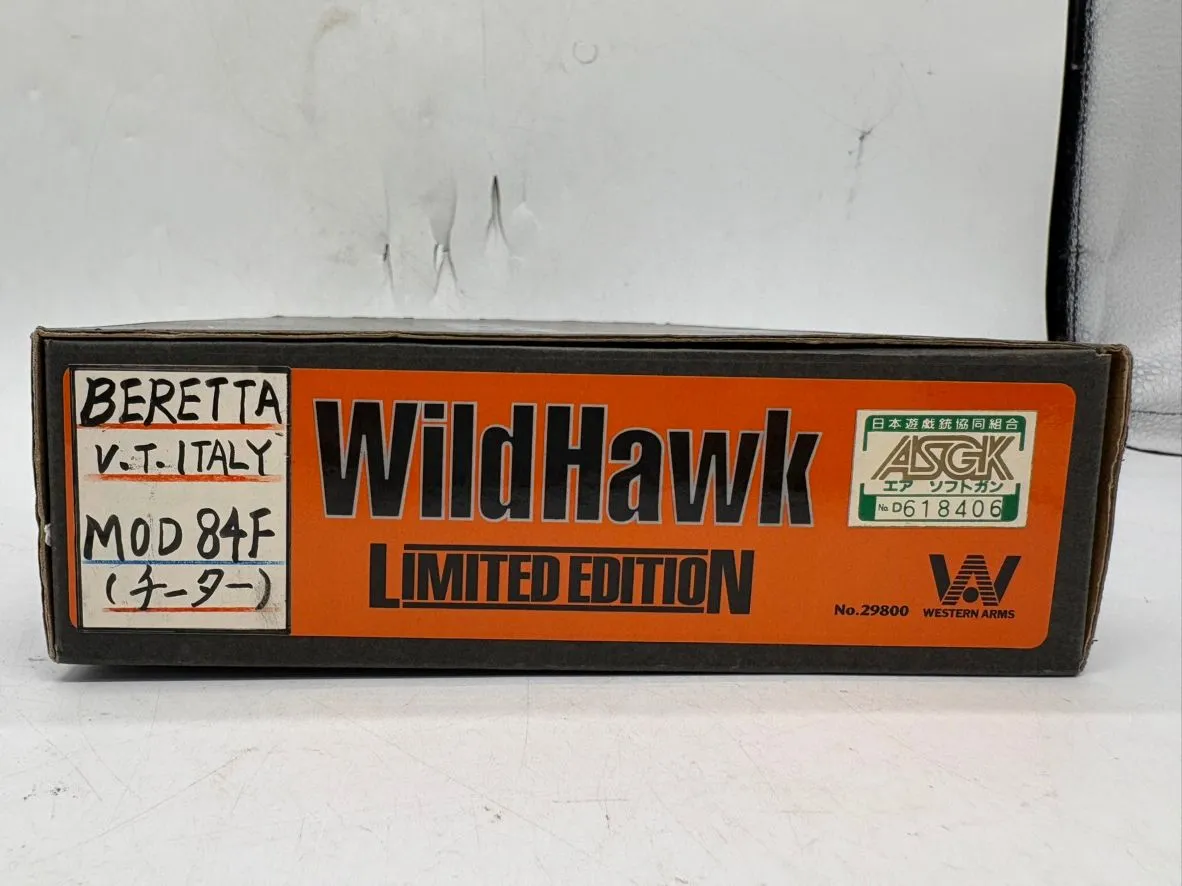 BERETTA
V.T. ITALY
MOD 84F
(チーター)
WildHawk
LIMITED EDITION
日本遊戯銃協同組合
ASGK
エア ソフトガン
No. D618406
No.29800
WESTERN ARMS